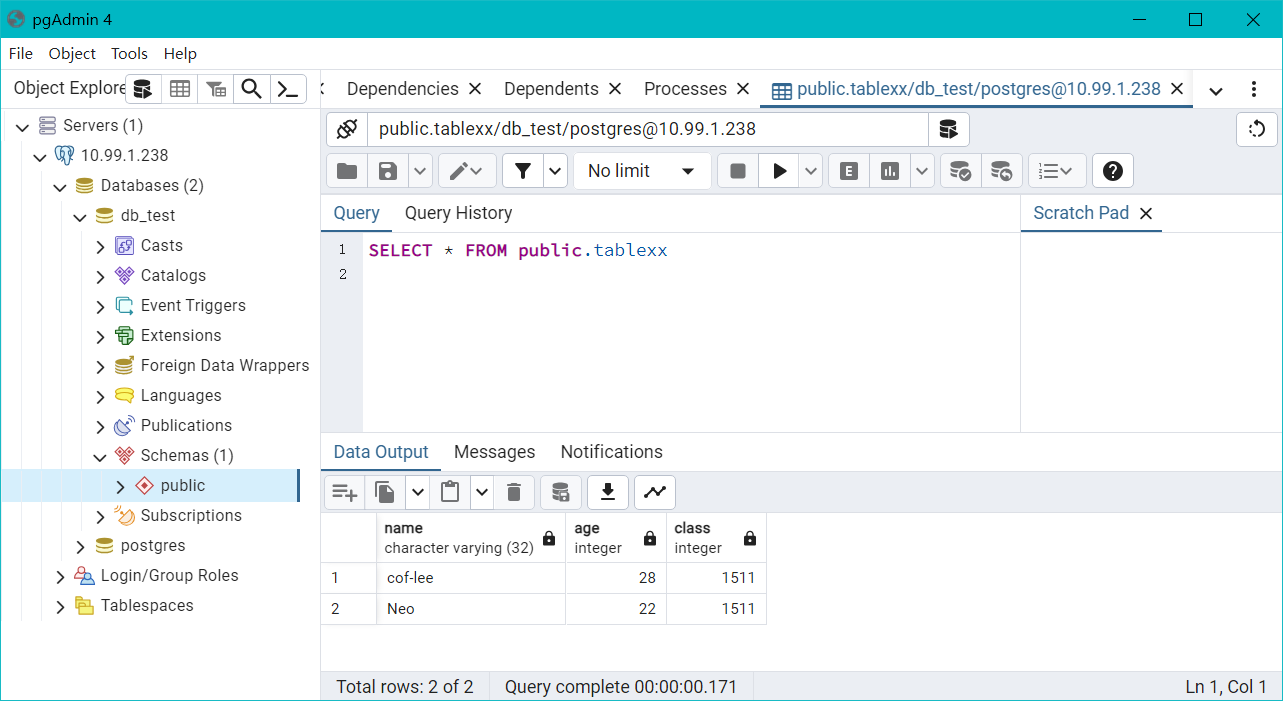 pgAdmin 4
File Object Tools Help
Object Explore
Dependencies Dependents Processes public.tablexx/db_test/postgres@10.99.1.238
Servers (1)
10.99.1.238
Databases (2)
db_test
Casts
Catalogs
Event Triggers
Extensions
Foreign Data Wrappers
Languages
Publications
Schemas (1)
public
Subscriptions
postgres
Login/Group Roles
Tablespaces
public.tablexx/db_test/postgres@10.99.1.238
No limit E
Query Query History
Scratch Pad
1 SELECT * FROM public.tablexx
2
Data Output Messages Notifications
name age class
character varying (32) integer integer
1 cof-lee 28 1511
2 Neo 22 1511
Total rows: 2 of 2 Query complete 00:00:00.171 Ln 1, Col 1